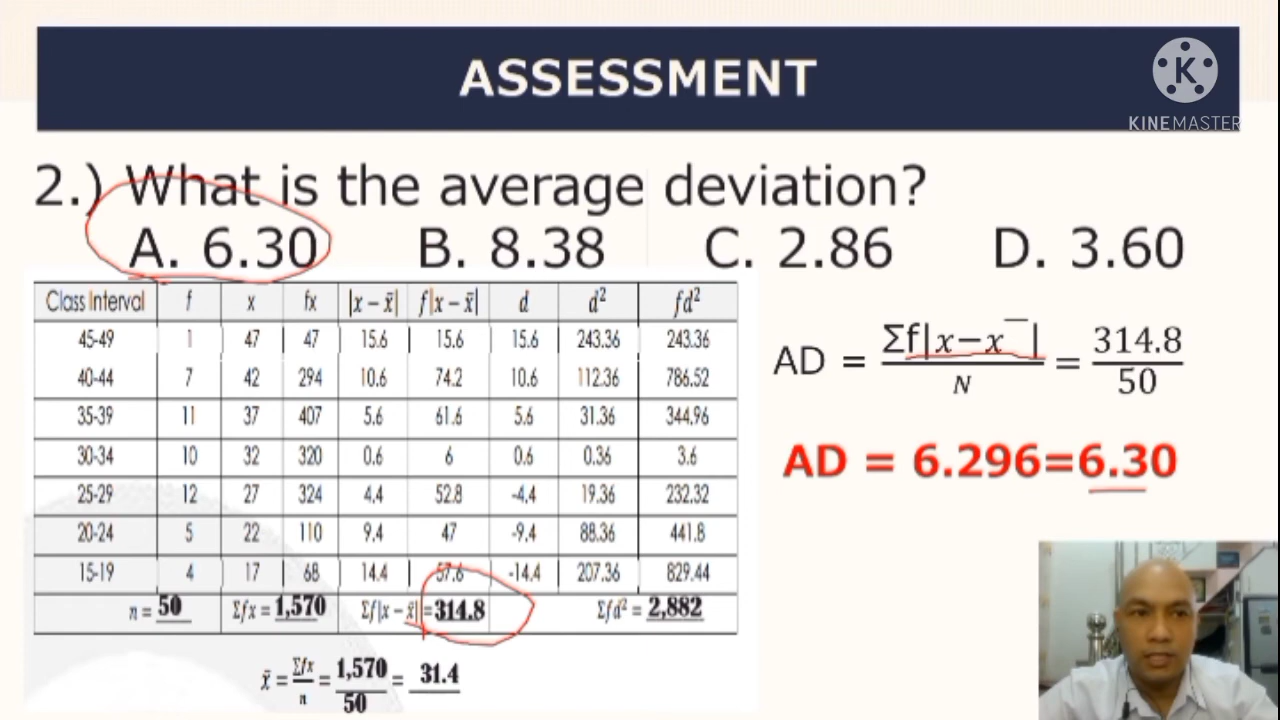 ASSESSMENT
K
KINEMASTER
2.) What is the average deviation?
A. 6.30 B. 8.38 C. 2.86 D. 3.60
Class Interval f x fx |x – x̄| f|x – x̄| d d² fd²
45-49 1 47 47 15.6 15.6 15.6 243.36 243.36
40-44 7 42 294 10.6 74.2 10.6 112.36 786.52
35-39 11 37 407 5.6 61.6 5.6 31.36 344.96
30-34 10 32 320 0.6 6 0.6 0.36 3.6
25-29 12 27 324 4.4 52.8 -4.4 19.36 232.32
20-24 5 22 110 9.4 47 -9.4 88.36 441.8
15-19 4 17 68 14.4 57.6 -14.4 207.36 829.44
n = 50 Σfx = 1,570 Σf|x – x̄| = 314.8 Σfd² = 2,882
x̄ = Σfx / n = 1,570 / 50 = 31.4
AD = Σf|x−x¯| / N = 314.8 / 50
AD = 6.296=6.30